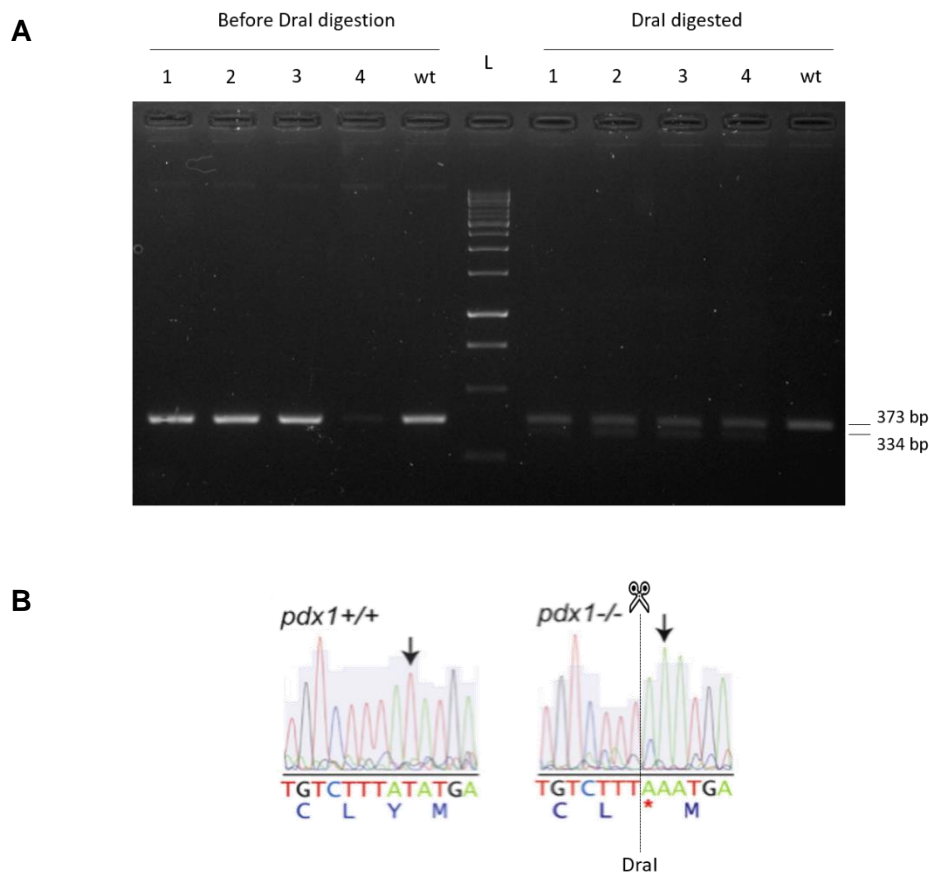 A
Before DraI digestion
DraI digested
1 2 3 4 wt
L
1 2 3 4 wt
373 bp
334 bp
B
pdx1+/+
pdx1-/-
TGTCTTTATATGA
TGTCTTTAAATGA
C L Y M
C L * M
DraI